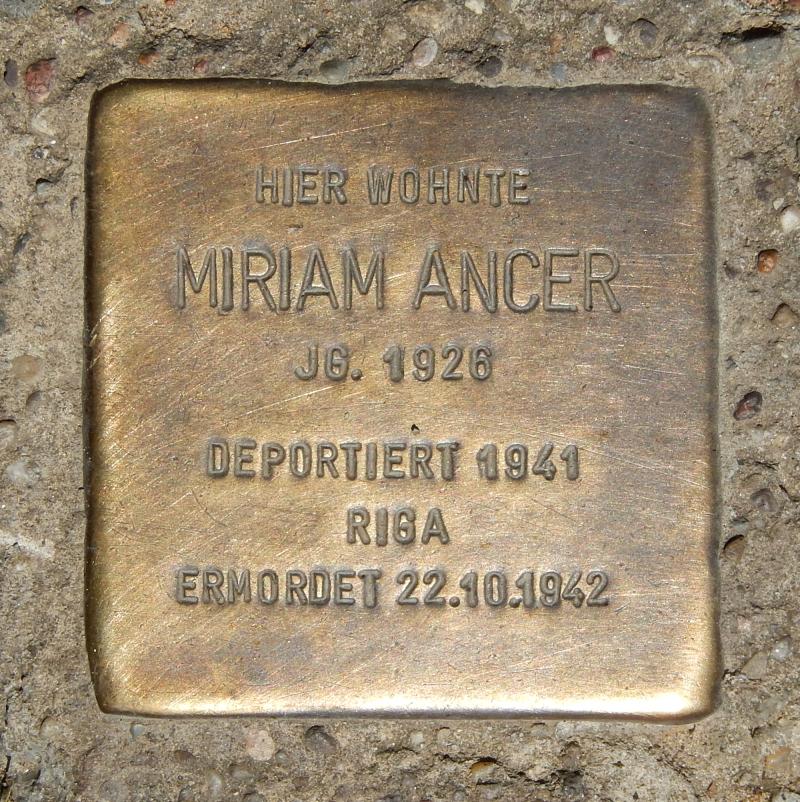 HIER WOHNTE
MIRIAM ANCER
JG. 1926
DEPORTIERT 1941
RIGA
ERMORDET 22.10.1942